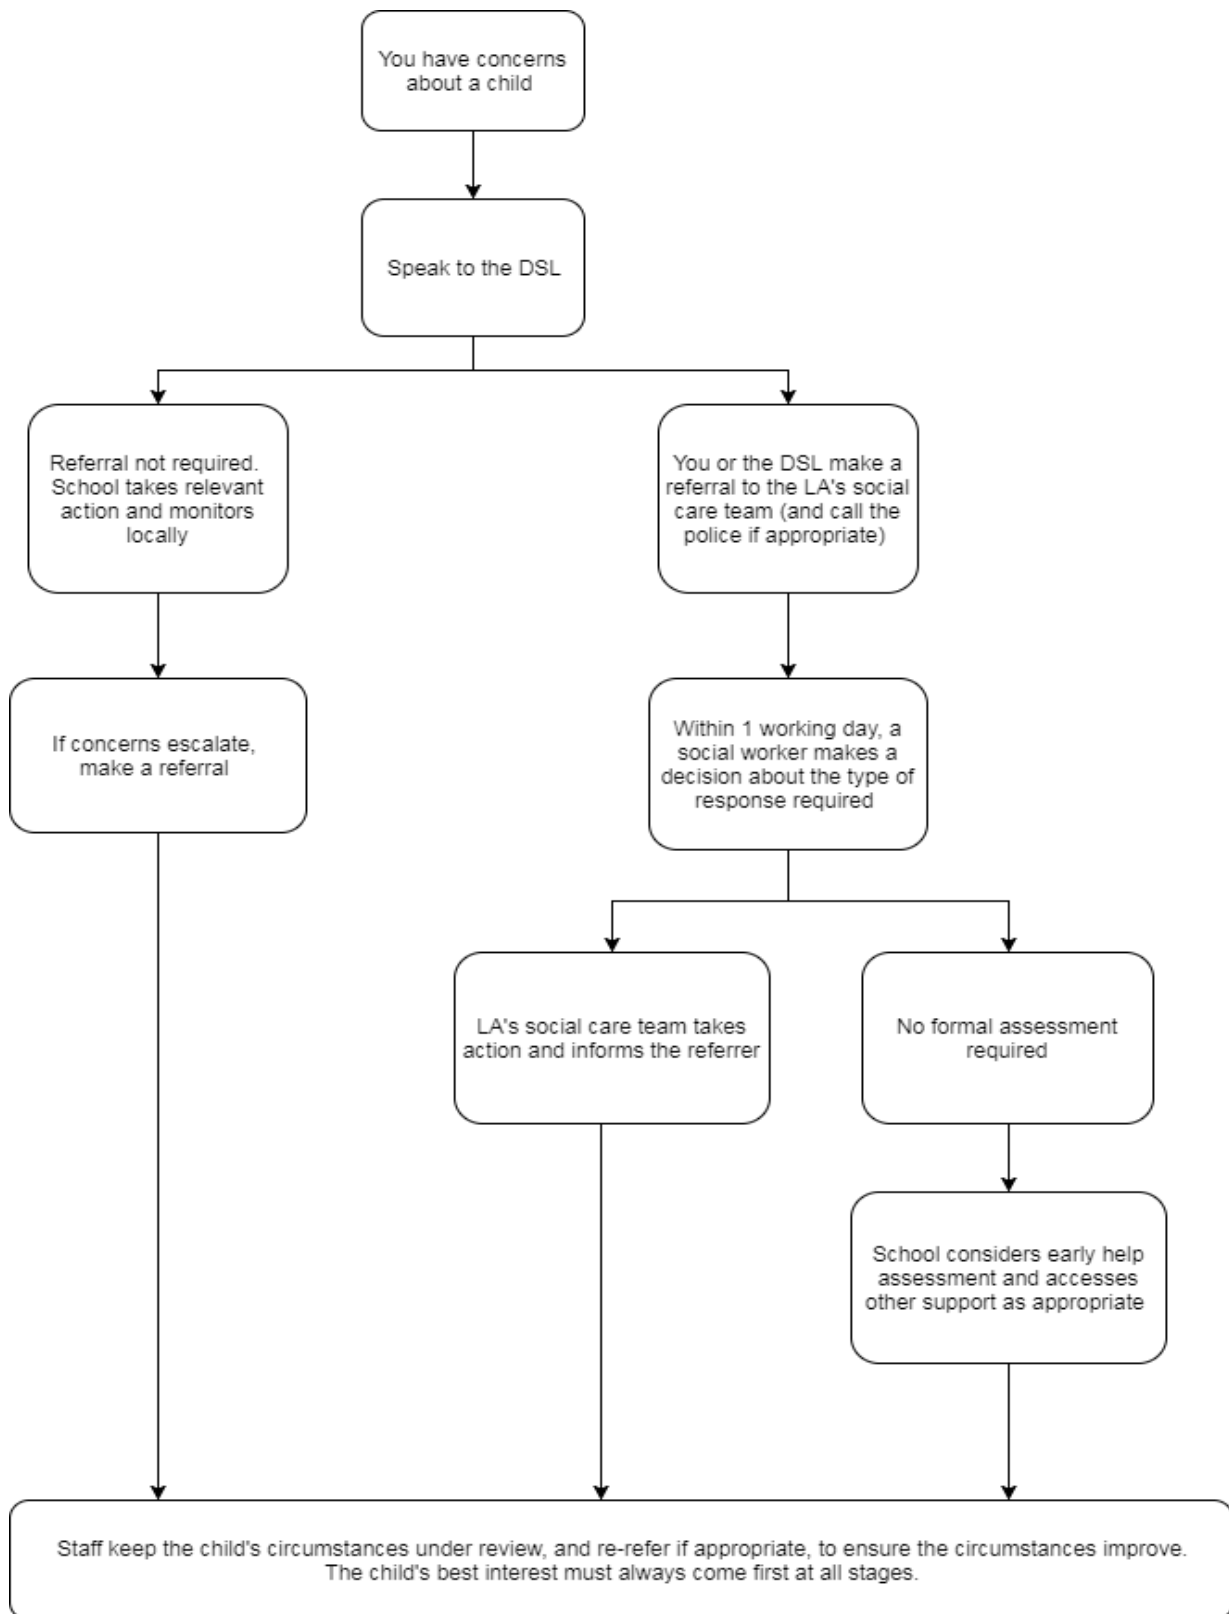 You have concerns
about a child
Speak to the DSL
Referral not required.
School takes relevant
action and monitors
locally
You or the DSL make a
referral to the LA's social
care team (and call the
police if appropriate)
If concerns escalate,
make a referral
Within 1 working day, a
social worker makes a
decision about the type of
response required
LA's social care team takes
action and informs the referrer
No formal assessment
required
School considers early help
assessment and accesses
other support as appropriate
Staff keep the child's circumstances under review, and re-refer if appropriate, to ensure the circumstances improve.
The child's best interest must always come first at all stages.